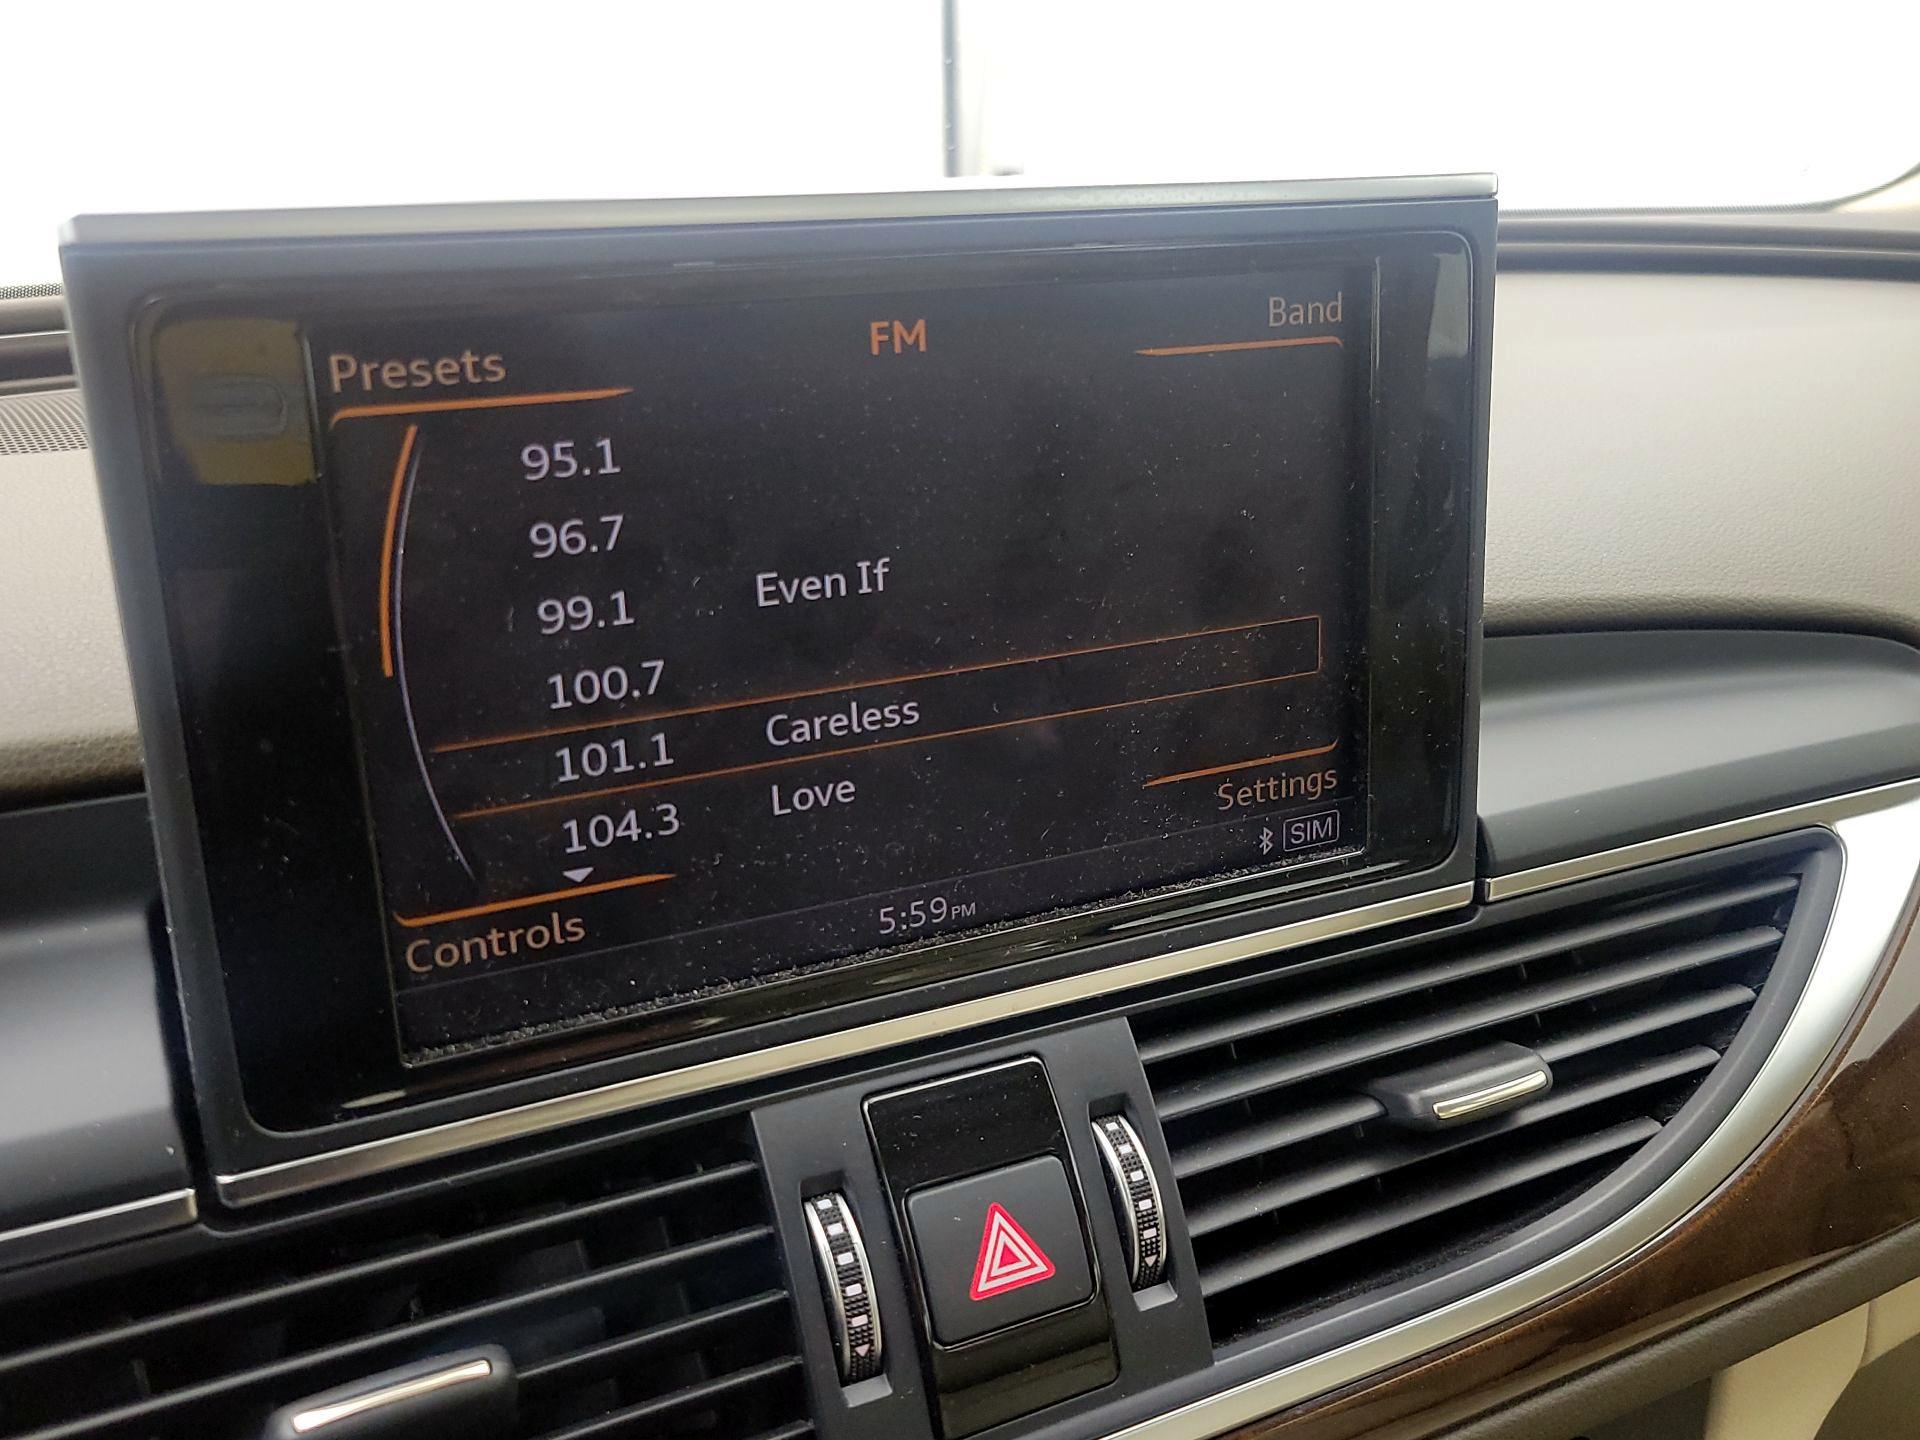 FM
Band
Presets
95.1
96.7
99.1 Even If
100.7
101.1 Careless
104.3 Love
Settings
SIM
Controls
5:59PM